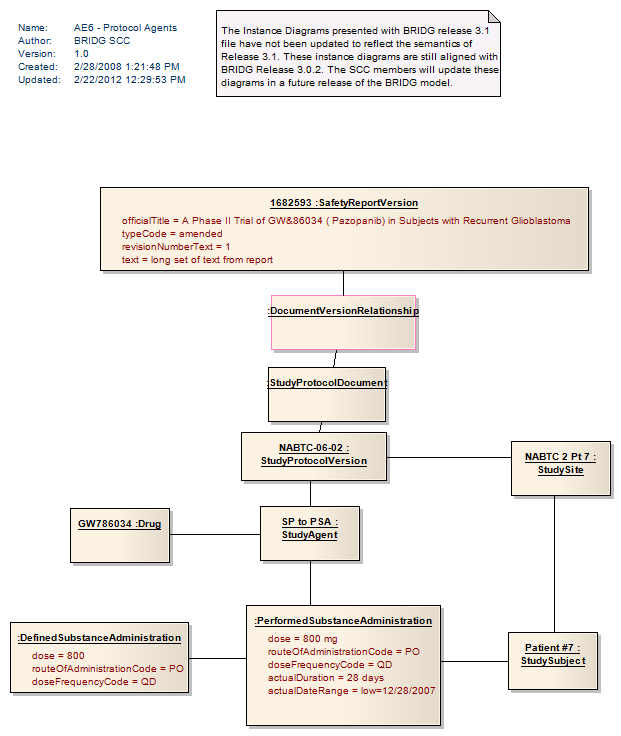 Name: AE6 - Protocol Agents
Author: BRIDG SCC
Version: 1.0
Created: 2/28/2008 1:21:48 PM
Updated: 2/22/2012 12:29:53 PM
The Instance Diagrams presented with BRIDG release 3.1
file have not been updated to reflect the semantics of
Release 3.1. These instance diagrams are still aligned with
BRIDG Release 3.0.2. The SCC members will update these
diagrams in a future release of the BRIDG model.
1682593 :SafetyReportVersion
officialTitle = A Phase II Trial of GW&86034 ( Pazopanib) in Subjects with Recurrent Glioblastoma
typeCode = amended
revisionNumberText = 1
text = long set of text from report
:DocumentVersionRelationship
:StudyProtocolDocument
NABTC-06-02 :
StudyProtocolVersion
NABTC 2 Pt 7 :
StudySite
GW786034 :Drug
SP to PSA :
StudyAgent
:DefinedSubstanceAdministration
dose = 800
routeOfAdministrationCode = PO
doseFrequencyCode = QD
:PerformedSubstanceAdministration
dose = 800 mg
routeOfAdministrationCode = PO
doseFrequencyCode = QD
actualDuration = 28 days
actualDateRange = low=12/28/2007
Patient #7 :
StudySubject